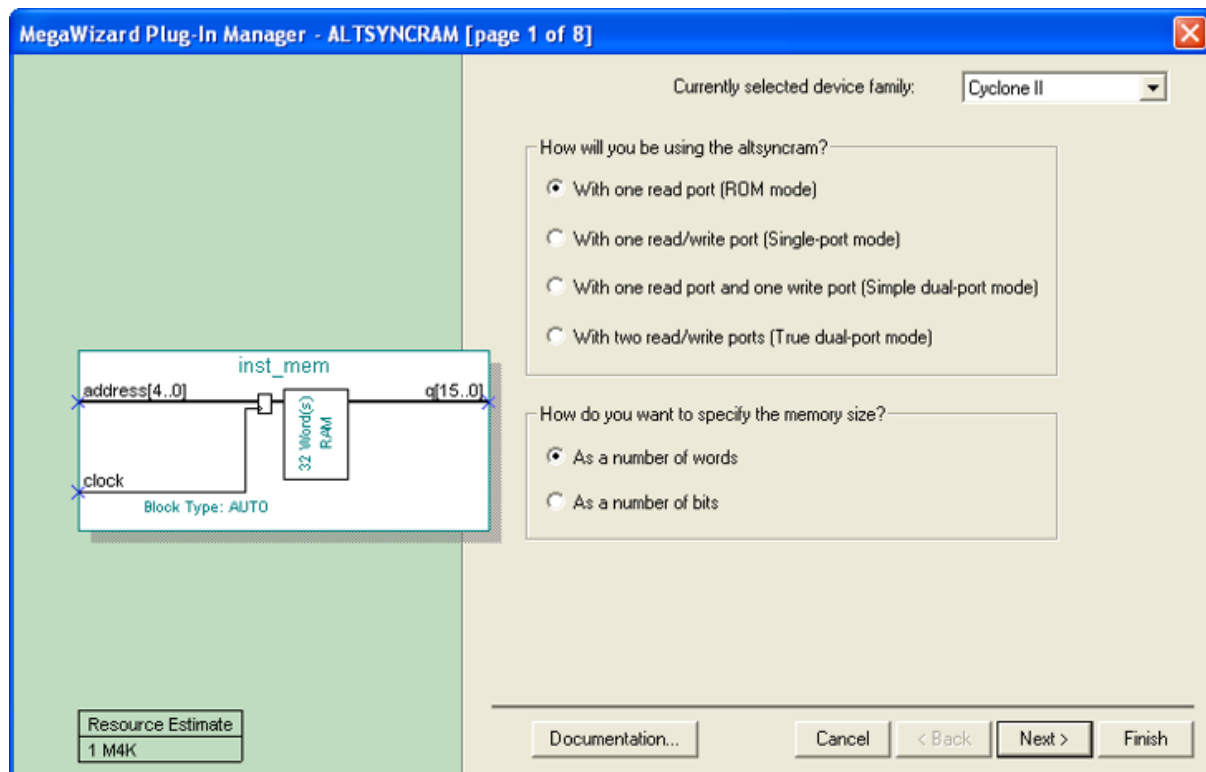 MegaWizard Plug-In Manager - ALTSYNCRAM [page 1 of 8]
Currently selected device family:
Cyclone II
How will you be using the altsyncram?
With one read port (ROM mode)
With one read/write port (Single-port mode)
With one read port and one write port (Simple dual-port mode)
With two read/write ports (True dual-port mode)
inst_mem
address[4..0]
q[15..0]
32 Word(s)
RAM
clock
Block Type: AUTO
How do you want to specify the memory size?
As a number of words
As a number of bits
Resource Estimate
1 M4K
Documentation...
Cancel
< Back
Next >
Finish